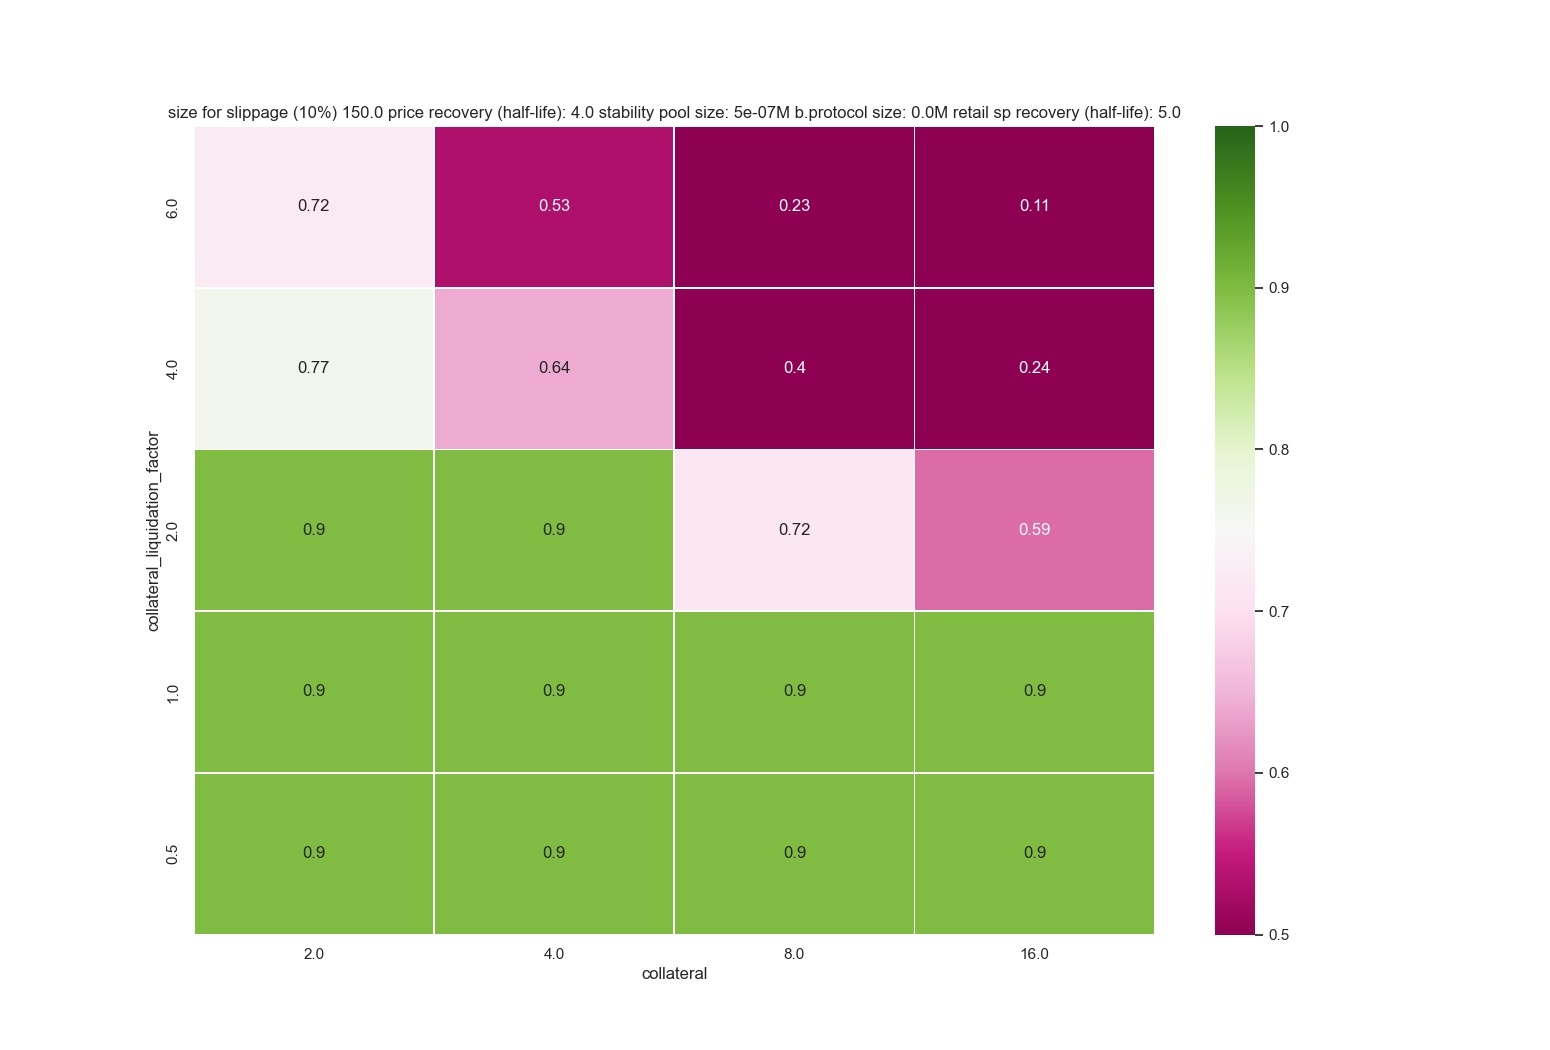 size for slippage (10%) 150.0 price recovery (half-life): 4.0 stability pool size: 5e-07M b.protocol size: 0.0M retail sp recovery (half-life): 5.0
collateral_liquidation_factor
6.0
0.72 0.53 0.23 0.11
4.0
0.77 0.64 0.4 0.24
2.0
0.9 0.9 0.72 0.59
1.0
0.9 0.9 0.9 0.9
0.5
0.9 0.9 0.9 0.9
2.0 4.0 8.0 16.0
collateral
1.0
0.9
0.8
0.7
0.6
0.5